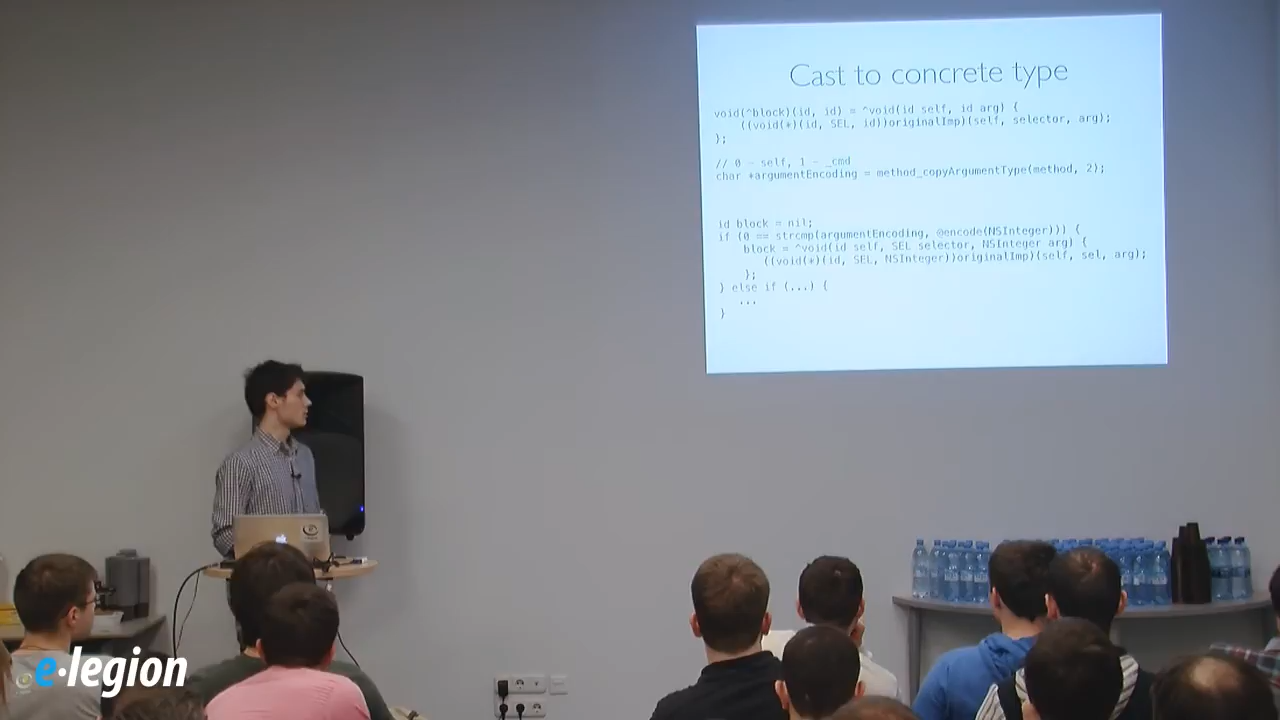 Cast to concrete type
void(^block)(id, id) = ^void(id self, id arg) {
((void(*)(id, SEL, id))originalImp)(self, selector, arg);
};
// 0 - self, 1 - _cmd
char *argumentEncoding = method_copyArgumentType(method, 2);
id block = nil;
if (0 == strcmp(argumentEncoding, @encode(NSInteger))) {
block = ^void(id self, SEL selector, NSInteger arg) {
((void(*)(id, SEL, NSInteger))originalImp)(self, sel, arg);
};
} else if (...) {
...
}
e·legion